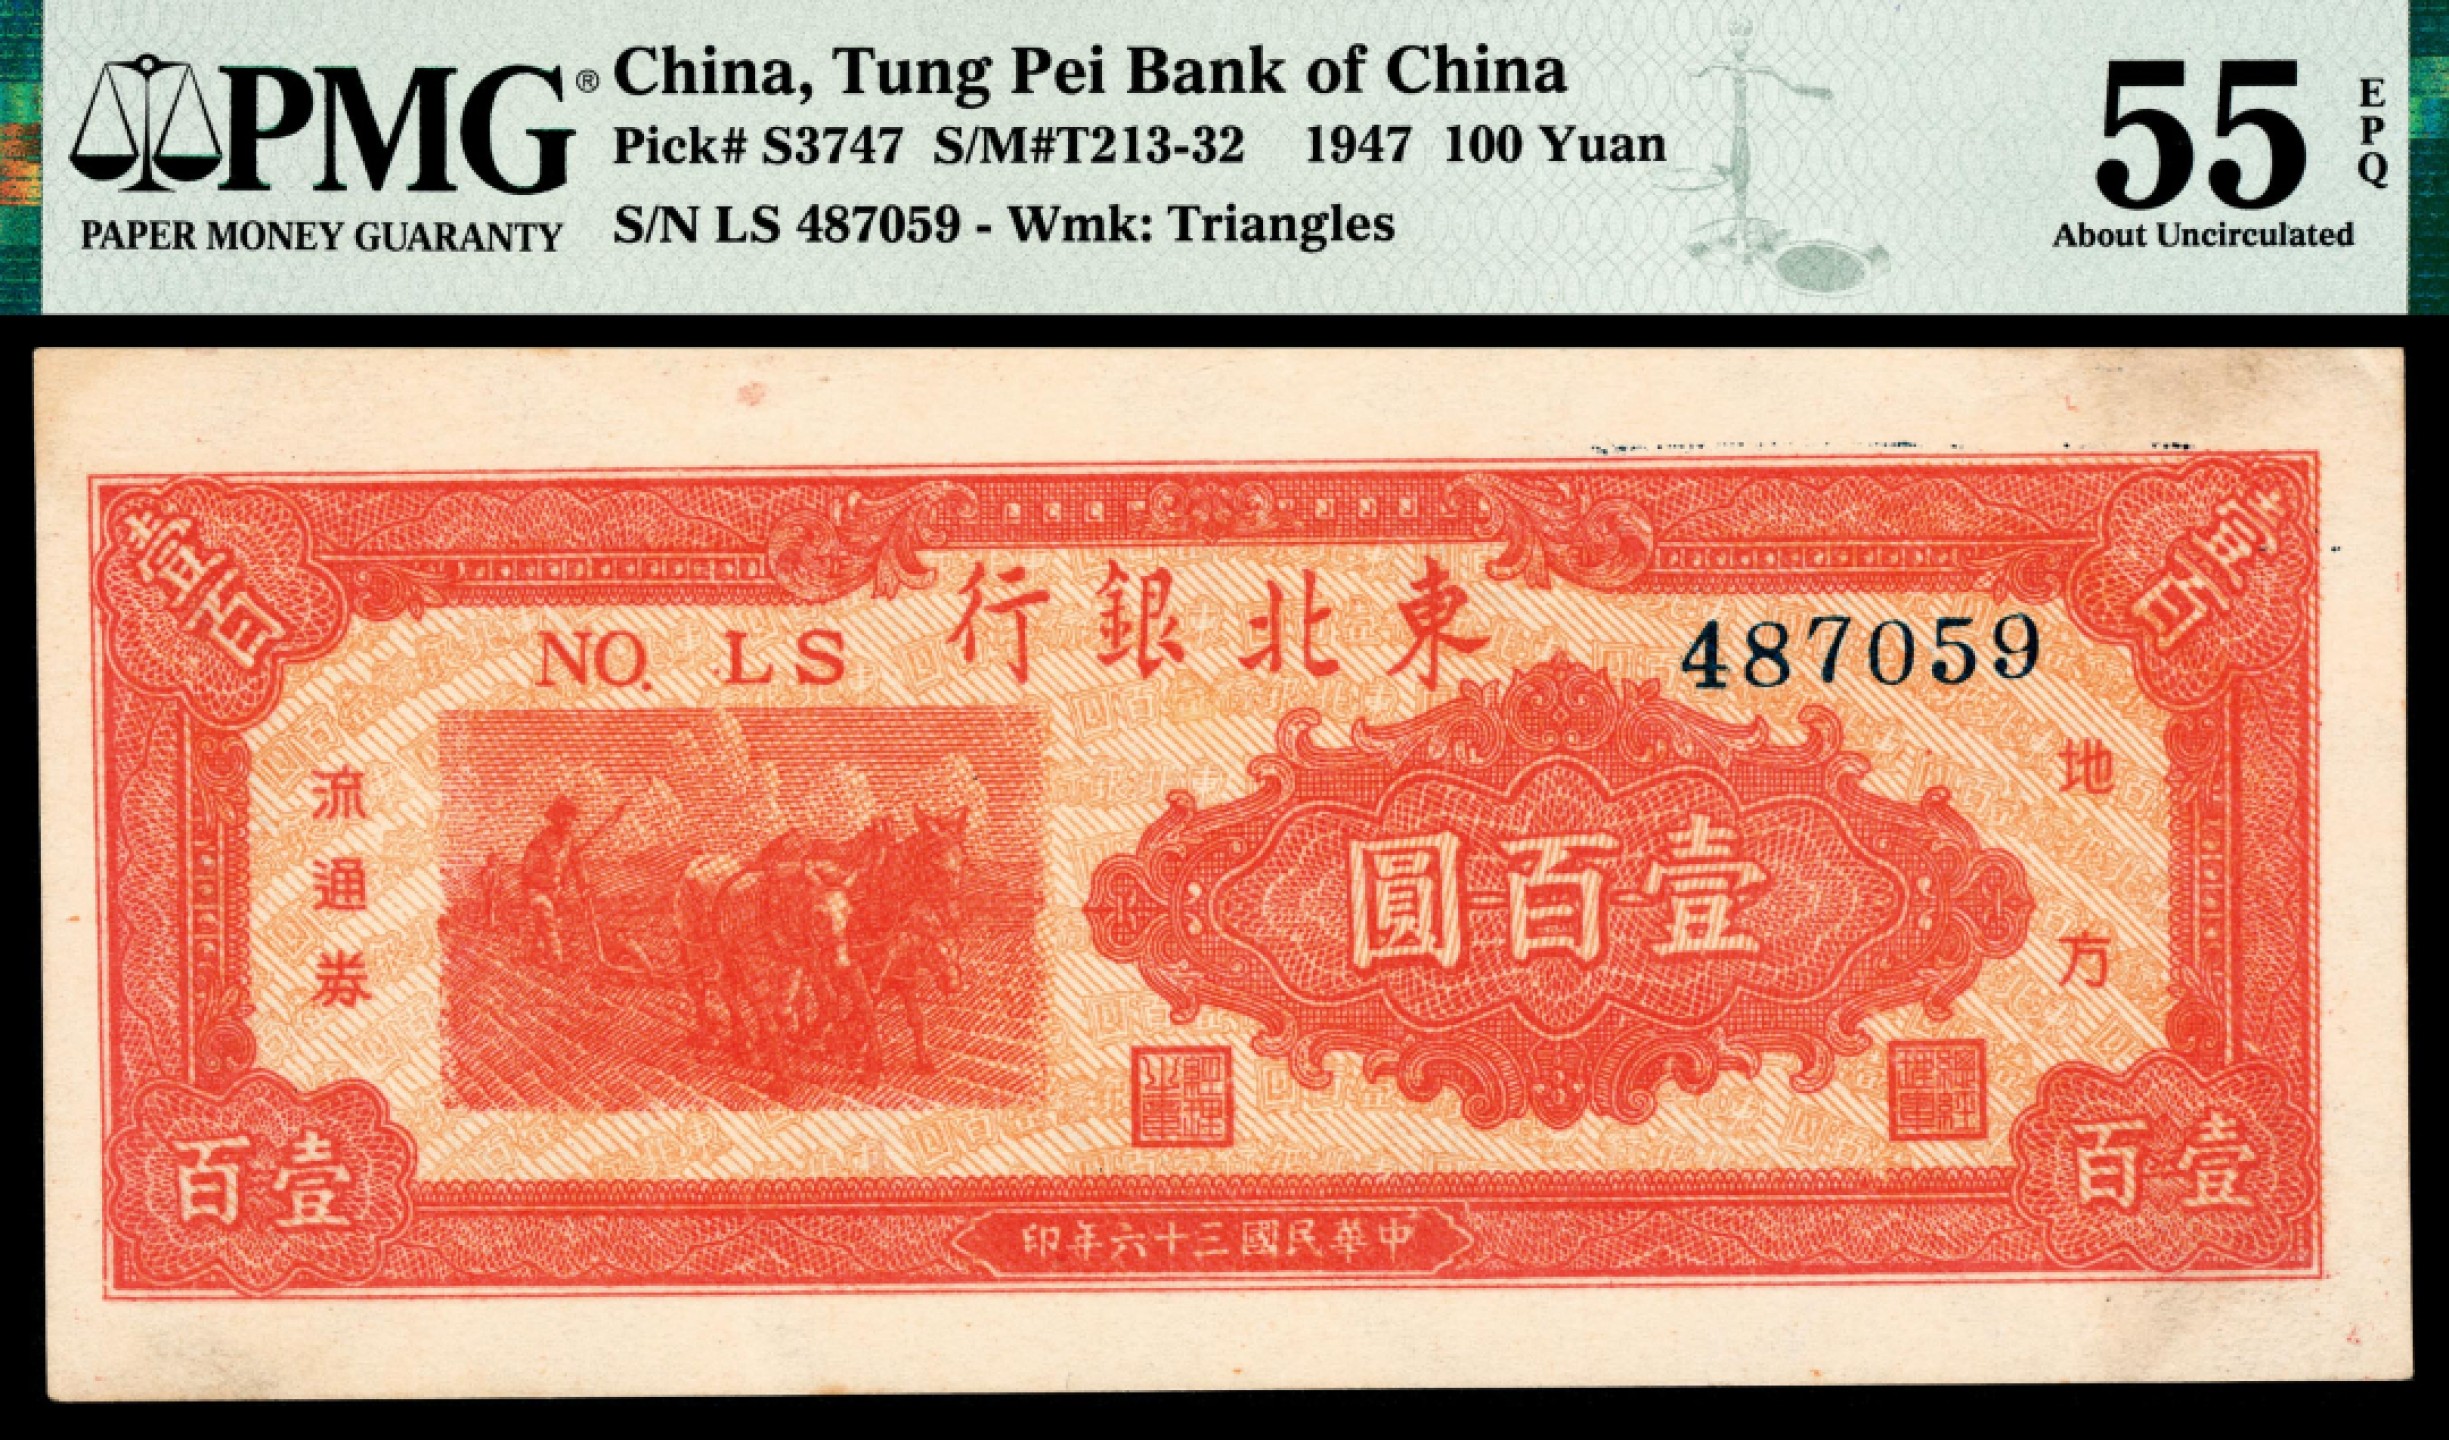 PMG®
PAPER MONEY GUARANTY
China, Tung Pei Bank of China
Pick# S3747 S/M#T213-32 1947 100 Yuan
S/N LS 487059 - Wmk: Triangles
55
EPQ
About Uncirculated
壹百
壹百
東北銀行
NO. LS
487059
地方
流通券
壹百圓
壹百
壹百
中華民國三十六年印